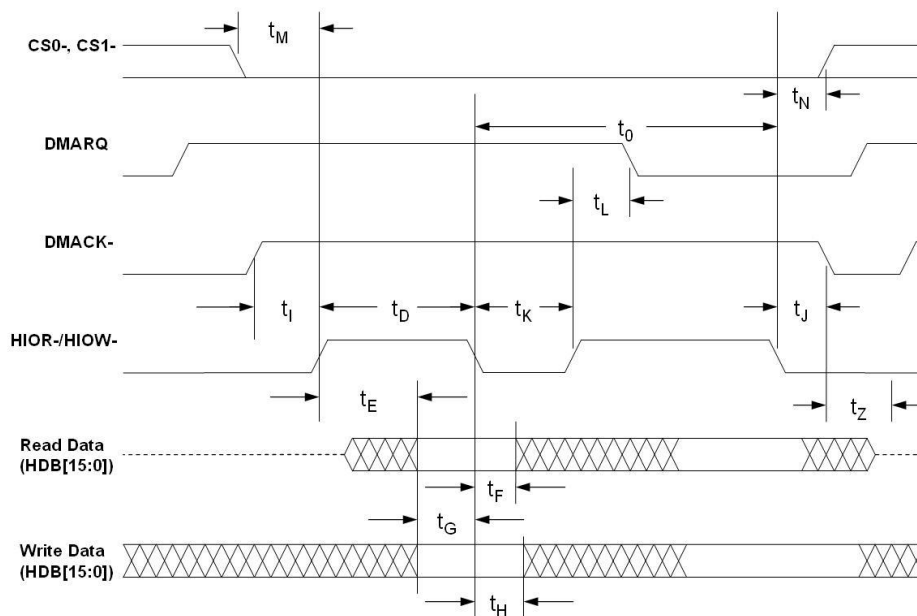 t_M
CS0-, CS1-
t_N
t_0
DMARQ
t_L
DMACK-
t_I
t_D
t_K
t_J
HIOR-/HIOW-
t_E
t_Z
Read Data
(HDB[15:0])
t_F
t_G
Write Data
(HDB[15:0])
t_H